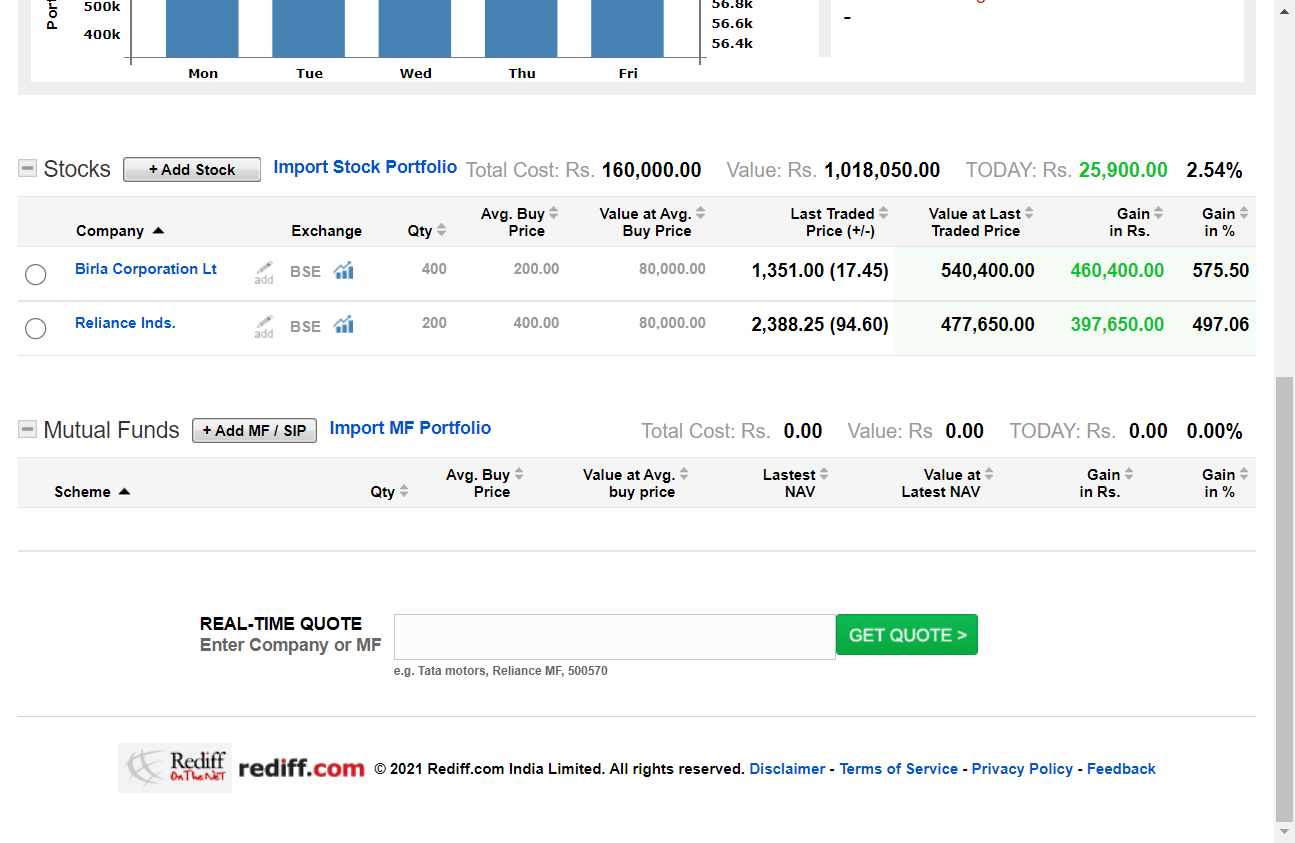 500k
400k
56.8k
56.6k
56.4k
-
Mon Tue Wed Thu Fri
Stocks + Add Stock Import Stock Portfolio Total Cost: Rs. 160,000.00 Value: Rs. 1,018,050.00 TODAY: Rs. 25,900.00 2.54%
Company Exchange Qty Avg. Buy Price Value at Avg. Buy Price Last Traded Price (+/-) Value at Last Traded Price Gain in Rs. Gain in %
Birla Corporation Lt add BSE 400 200.00 80,000.00 1,351.00 (17.45) 540,400.00 460,400.00 575.50
Reliance Inds. add BSE 200 400.00 80,000.00 2,388.25 (94.60) 477,650.00 397,650.00 497.06
Mutual Funds + Add MF / SIP Import MF Portfolio Total Cost: Rs. 0.00 Value: Rs 0.00 TODAY: Rs. 0.00 0.00%
Scheme Qty Avg. Buy Price Value at Avg. buy price Lastest NAV Value at Latest NAV Gain in Rs. Gain in %
REAL-TIME QUOTE
Enter Company or MF
GET QUOTE >
e.g. Tata motors, Reliance MF, 500570
Rediff On The NeT rediff.com © 2021 Rediff.com India Limited. All rights reserved. Disclaimer - Terms of Service - Privacy Policy - Feedback